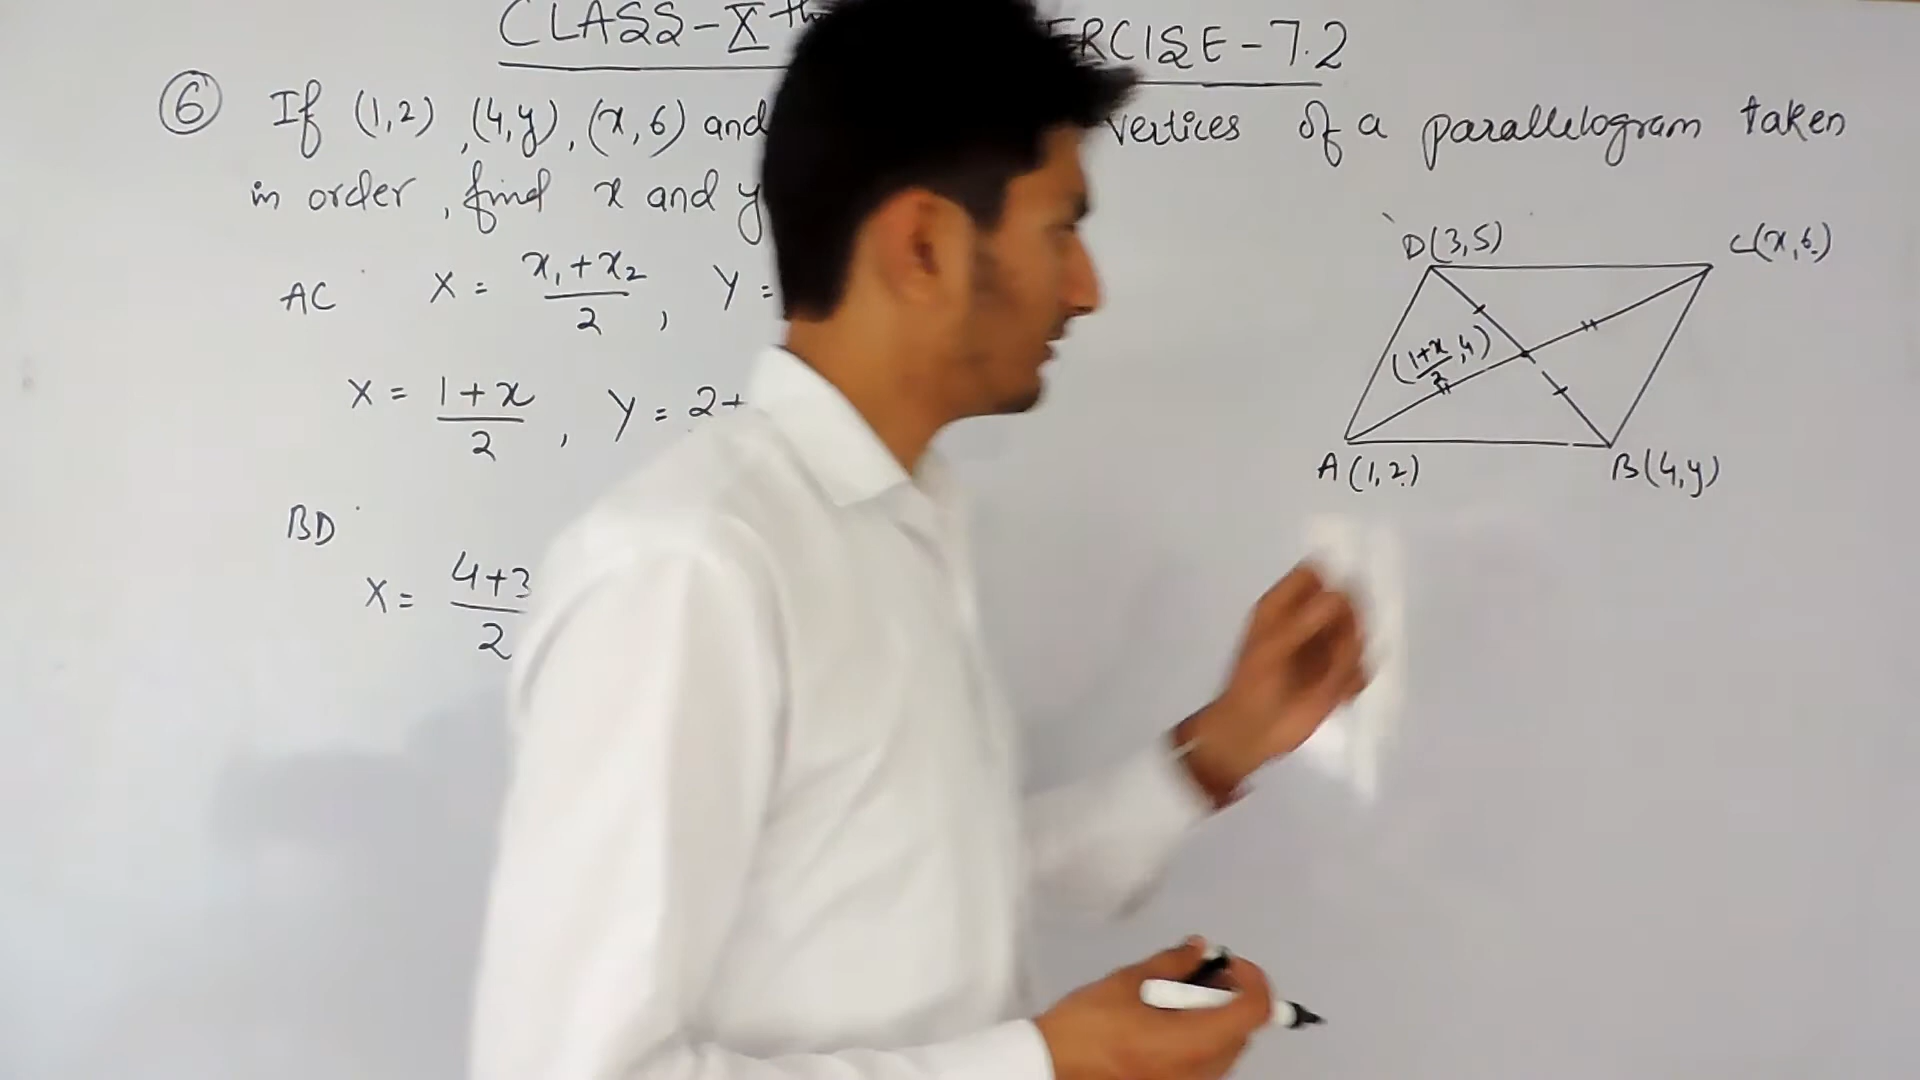 CLASS-X th ERCISE-7.2
⑥ If (1,2), (4,y), (x,6) and vertices of a parallelogram taken
in order, find x and y
D(3,5) C(x,6)
AC X = x₁+x₂/2, Y =
(1+x/2, 4)
X = 1+x/2, Y = 2+
A(1,2) B(4,y)
BD
X = 4+3/2